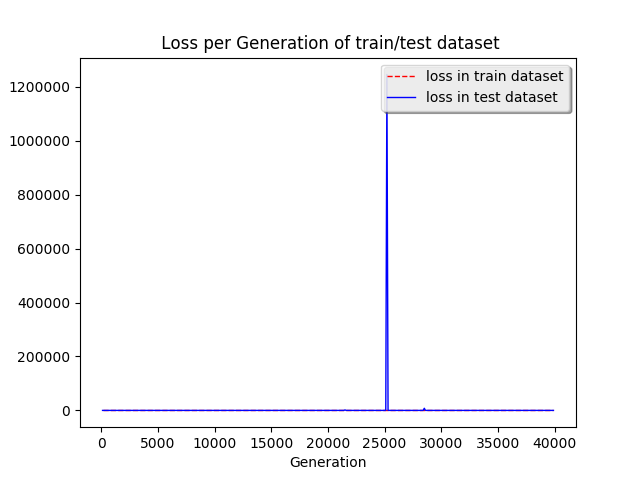 Loss per Generation of train/test dataset
loss in train dataset
loss in test dataset
1200000
1000000
800000
600000
400000
200000
0
0 5000 10000 15000 20000 25000 30000 35000 40000
Generation